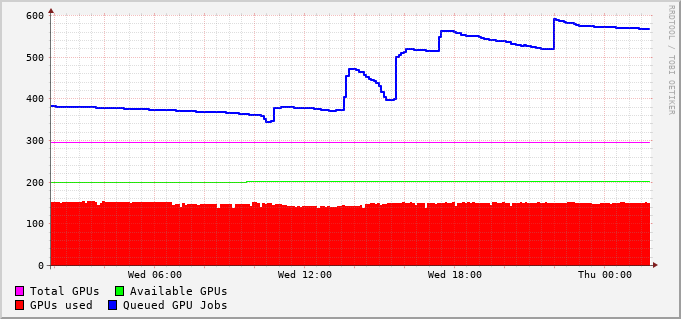 600
500
400
300
200
100
0
Wed 06:00 Wed 12:00 Wed 18:00 Thu 00:00
Total GPUs Available GPUs
GPUs used Queued GPU Jobs
RRDTOOL / TOBI OETIKER